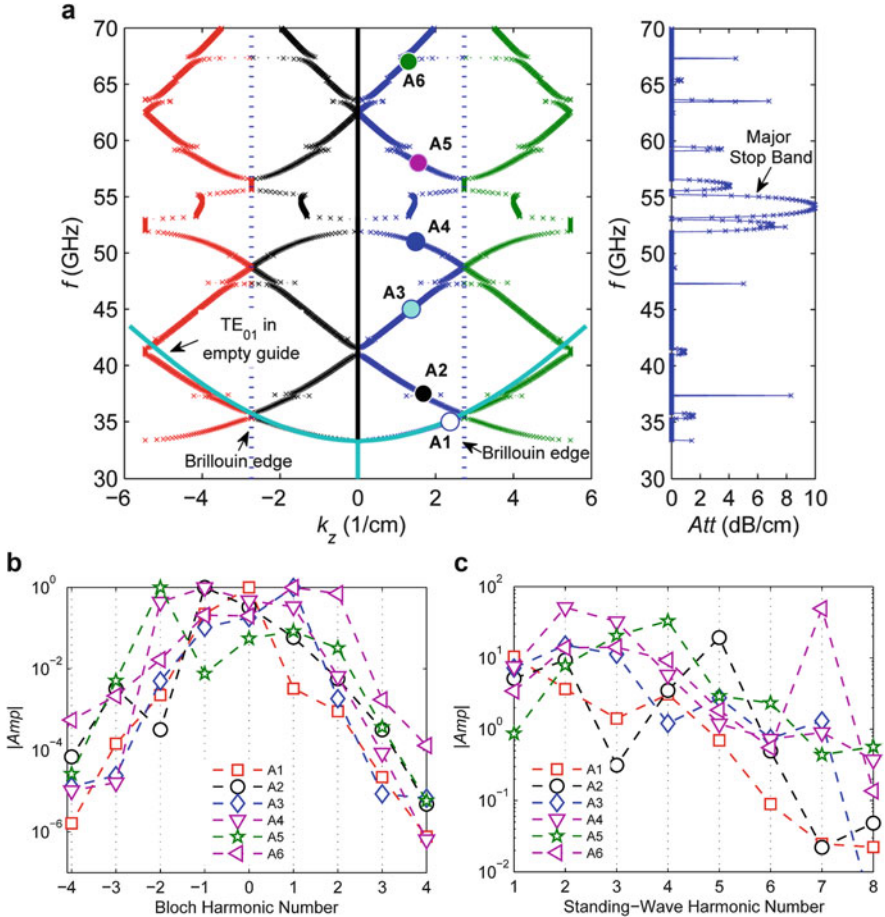 a
70
65
60
55
50
45
40
35
30
f (GHz)
A6
A5
A4
A3
A2
A1
TE01 in
empty guide
Brillouin edge
Brillouin edge
−6 −4 −2 0 2 4 6
kz (1/cm)
70
65
60
55
50
45
40
35
30
f (GHz)
Major
Stop Band
0 2 4 6 8 10
Att (dB/cm)
b
10^0
10^-2
10^-4
10^-6
|Amp|
A1
A2
A3
A4
A5
A6
−4 −3 −2 −1 0 1 2 3 4
Bloch Harmonic Number
c
10^2
10^1
10^0
10^-1
10^-2
|Amp|
A1
A2
A3
A4
A5
A6
1 2 3 4 5 6 7 8
Standing−Wave Harmonic Number